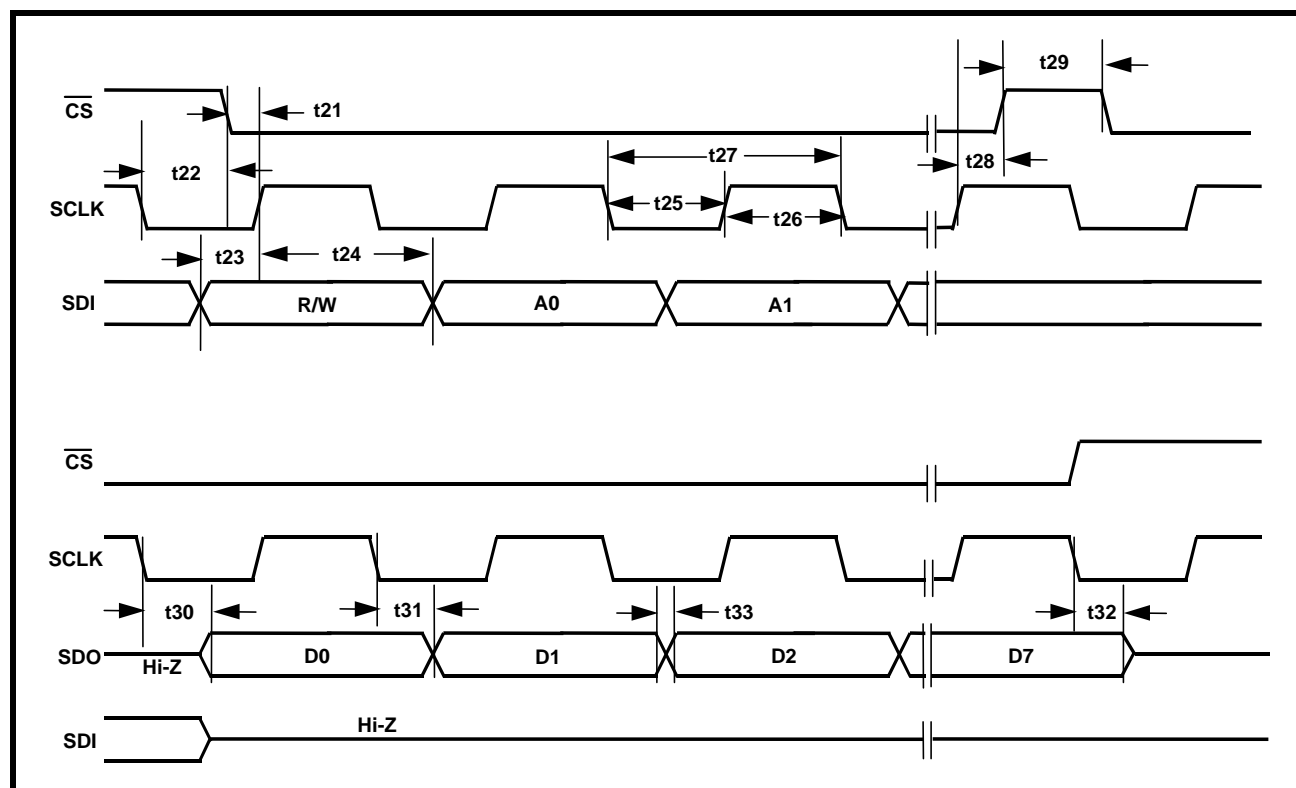 t29
CS
t21
t27
t22
t28
SCLK
t25
t26
t23
t24
SDI
R/W
A0
A1
CS
SCLK
t30
t31
t33
t32
SDO
Hi-Z
D0
D1
D2
D7
SDI
Hi-Z